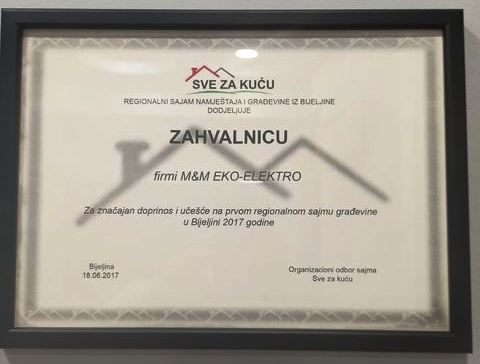 SVE ZA KUĆU
REGIONALNI SAJAM NAMJEŠTAJA I GRAĐEVINE IZ BIJELJINE
DODJELJUJE
ZAHVALNICU
firmi M&M EKO-ELEKTRO
Za značajan doprinos i učešće na prvom regionalnom sajmu građevine
u Bijeljini 2017 godine
Bijeljina
18.06.2017
Organizacioni odbor sajma
Sve za kuću